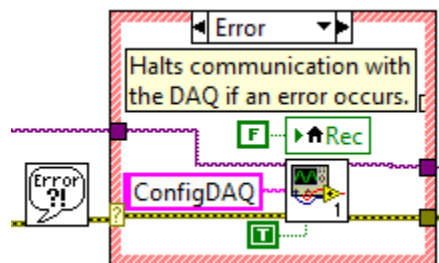 Error
Halts communication with
the DAQ if an error occurs.
F
Rec
Error
?!
ConfigDAQ
?
1
T